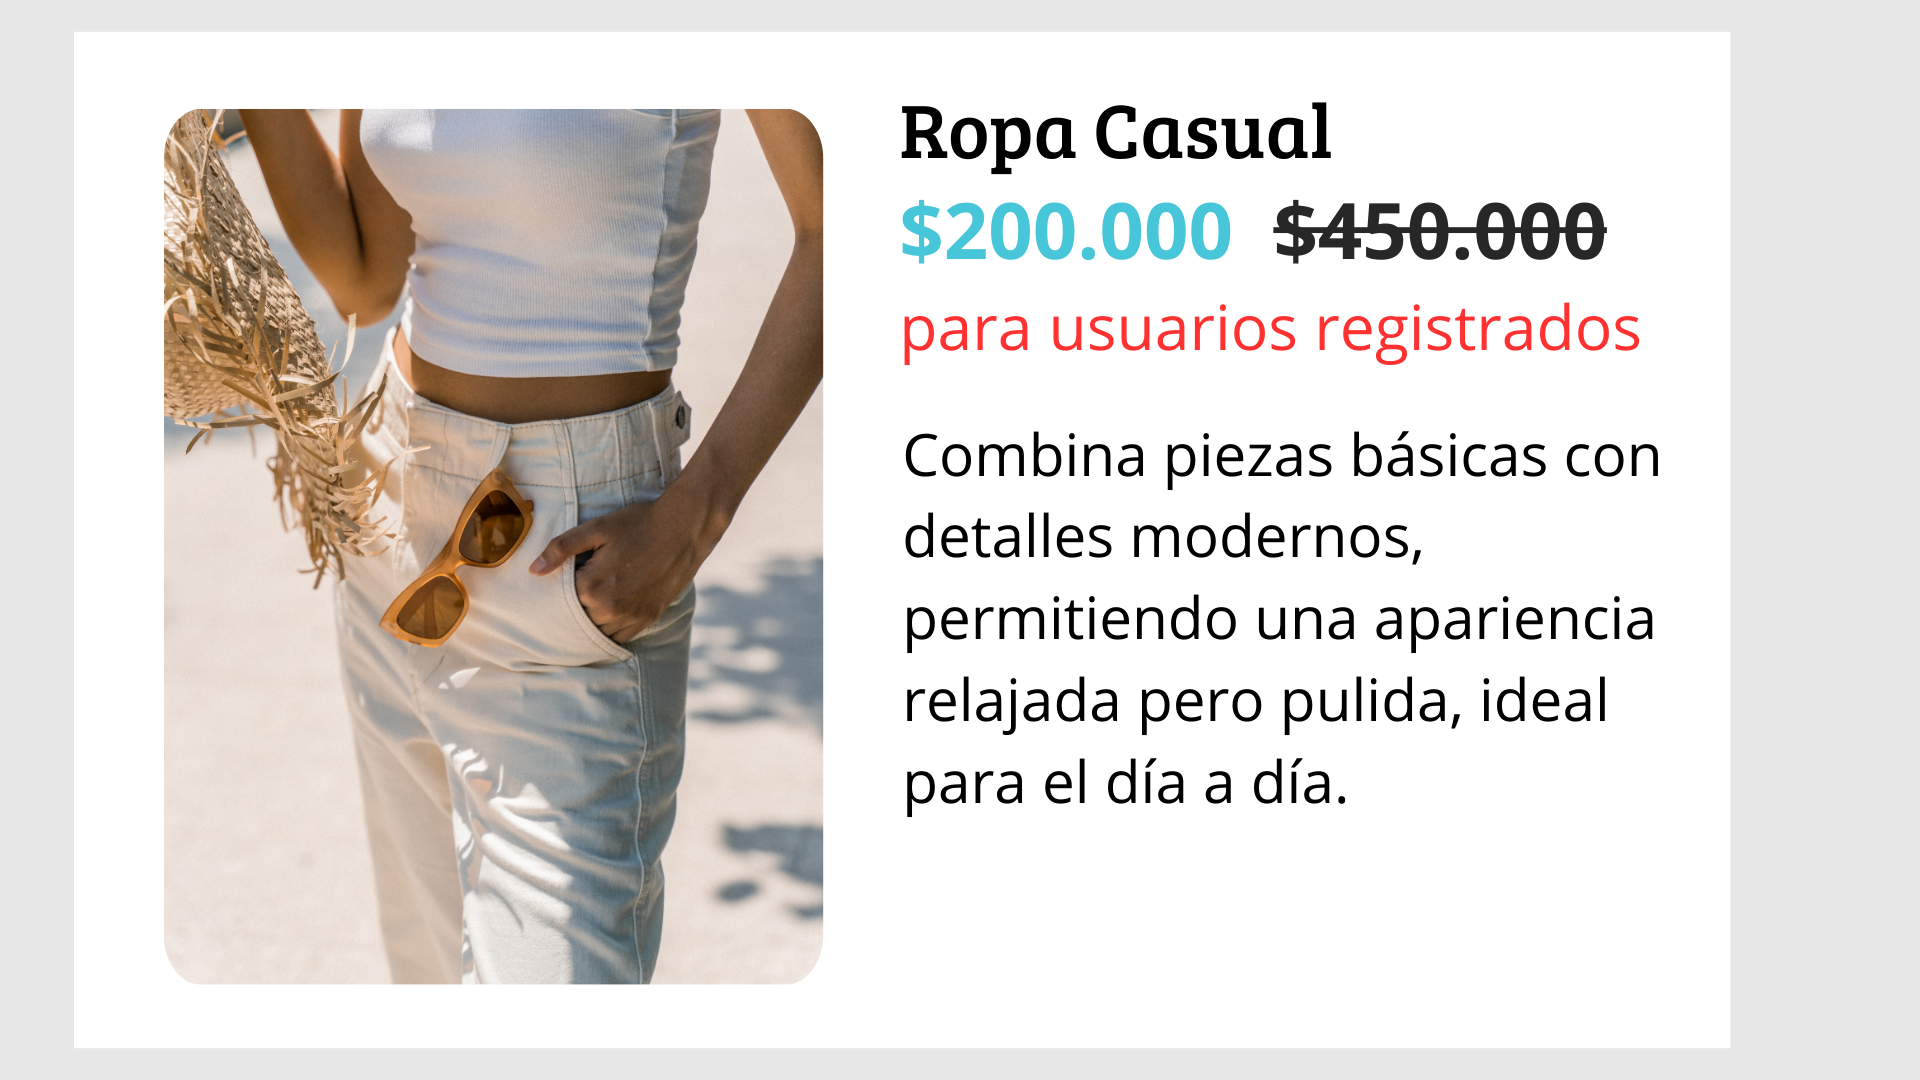 Ropa Casual
$200.000 $450.000
para usuarios registrados
Combina piezas básicas con
detalles modernos,
permitiendo una apariencia
relajada pero pulida, ideal
para el día a día.